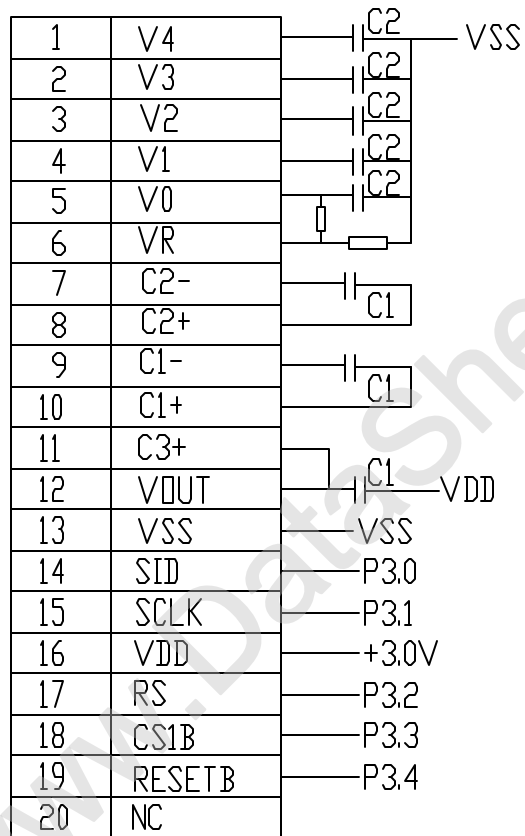 1 V4 C2 VSS
2 V3 C2
3 V2 C2
4 V1 C2
5 V0 C2
6 VR
7 C2-
8 C2+ C1
9 C1-
10 C1+ C1
11 C3+
12 VOUT C1 VDD
13 VSS VSS
14 SID P3.0
15 SCLK P3.1
16 VDD +3.0V
17 RS P3.2
18 CS1B P3.3
19 RESETB P3.4
20 NC
www.DataShe